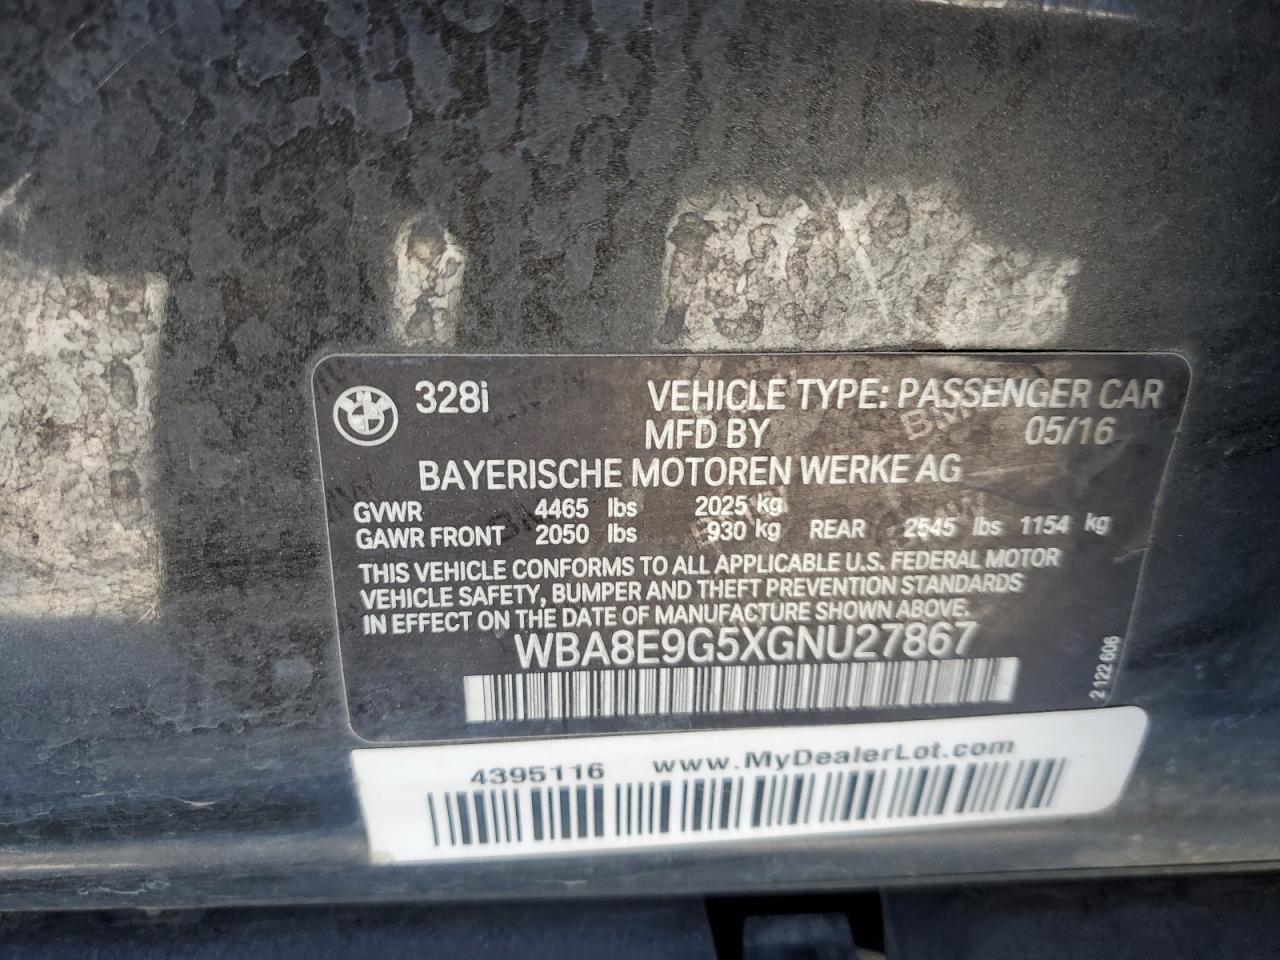 328i VEHICLE TYPE: PASSENGER CAR
MFD BY 05/16
BAYERISCHE MOTOREN WERKE AG
GVWR 4465 lbs 2025 kg
GAWR FRONT 2050 lbs 930 kg REAR 2545 lbs 1154 kg
THIS VEHICLE CONFORMS TO ALL APPLICABLE U.S. FEDERAL MOTOR
VEHICLE SAFETY, BUMPER AND THEFT PREVENTION STANDARDS
IN EFFECT ON THE DATE OF MANUFACTURE SHOWN ABOVE.
WBA8E9G5XGNU27867
2 122 606
4395116 www.MyDealerLot.com